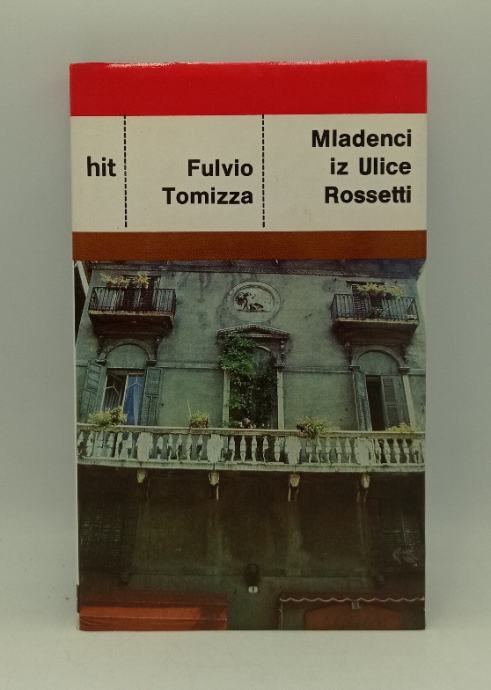 hit
Fulvio
Tomizza
Mladenci
iz Ulice
Rossetti